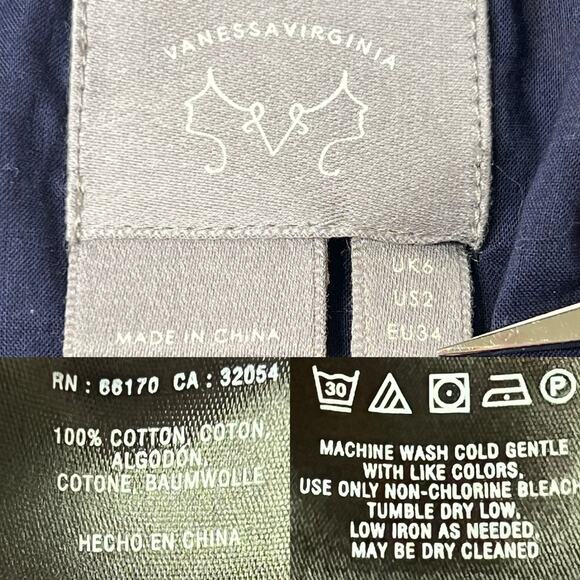 VANESSAVIRGINIA
MADE IN CHINA
UK6
US2
EU34
RN : 66170 CA : 32054
100% COTTON, COTON,
ALGODÓN,
COTONE, BAUMWOLLE
HECHO EN CHINA
30
P
MACHINE WASH COLD GENTLE
WITH LIKE COLORS,
USE ONLY NON-CHLORINE BLEACH
TUMBLE DRY LOW,
LOW IRON AS NEEDED,
MAY BE DRY CLEANED